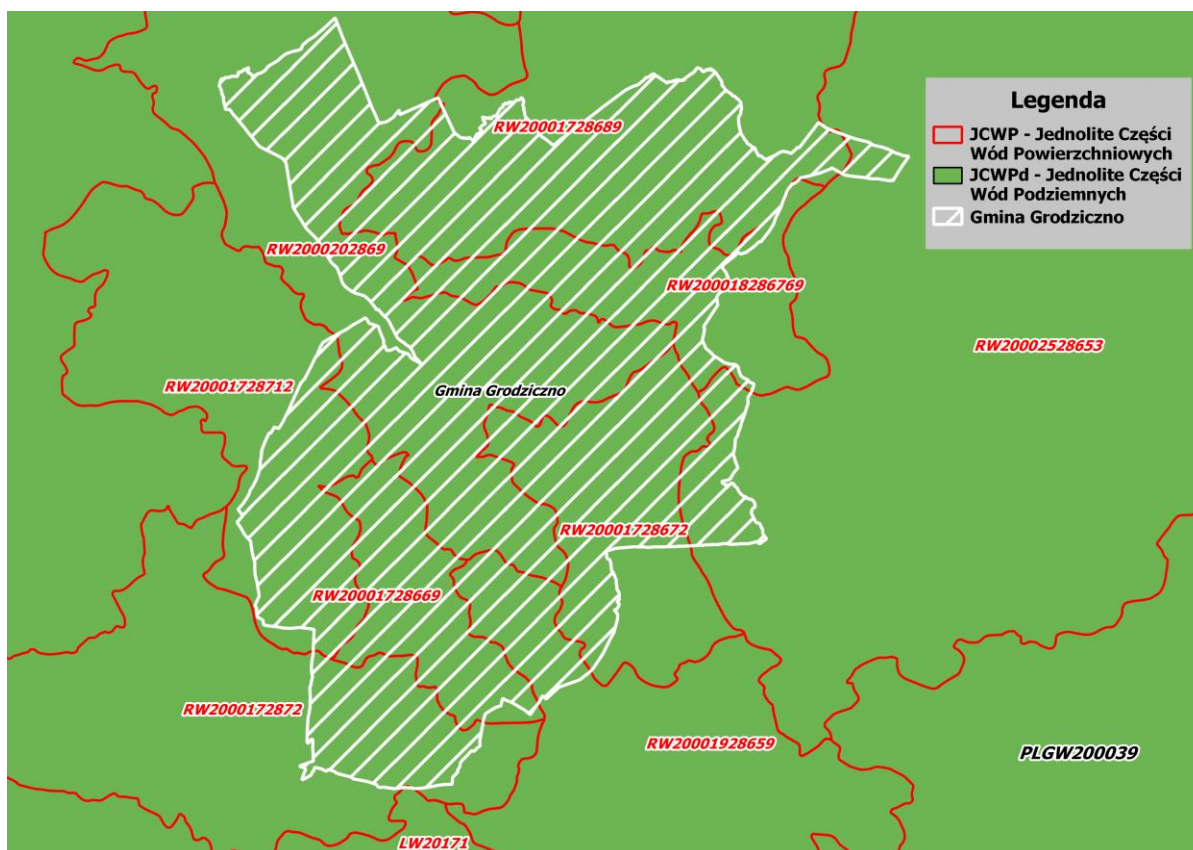 Legenda
JCWP - Jednolite Części
Wód Powierzchniowych
JCWPd - Jednolite Części
Wód Podziemnych
Gmina Grodziczno
RW20001728689
RW2000202869
RW200018286769
RW20002528653
RW20001728712
Gmina Grodziczno
RW20001728672
RW20001728669
RW2000172872
RW20001928659
PLGW200039
LW20171